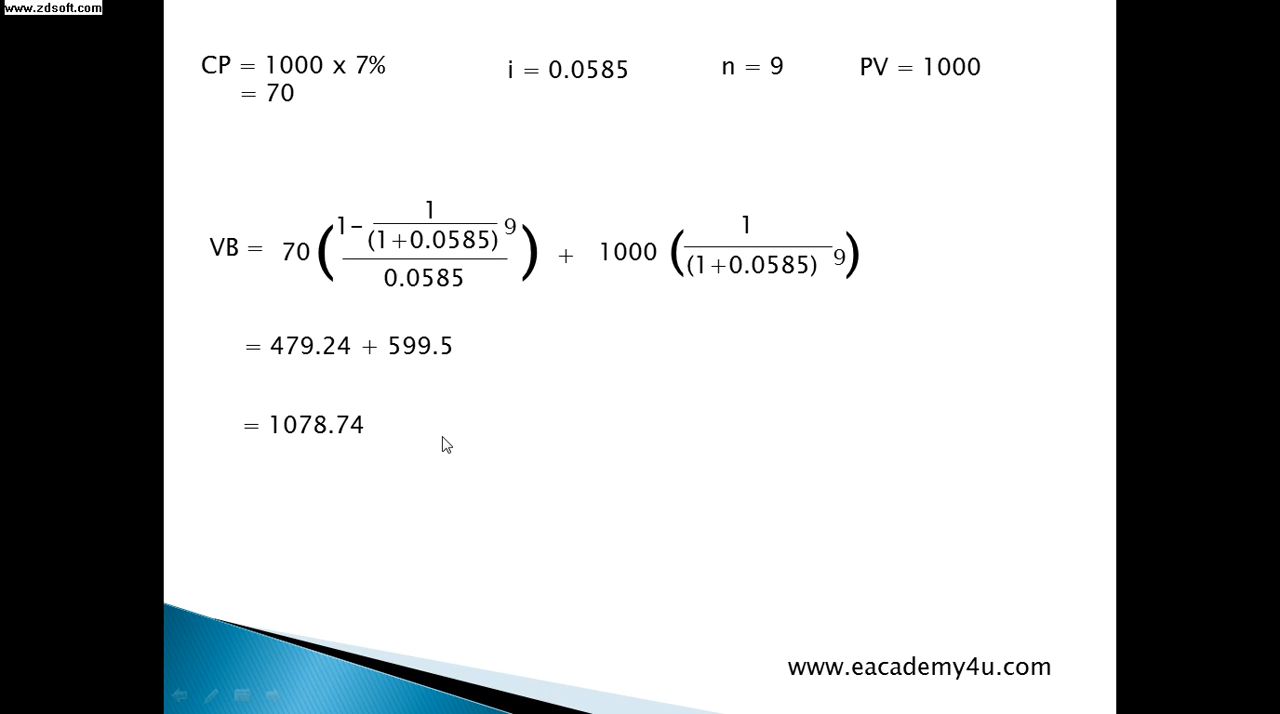 www.zdsoft.com
CP = 1000 x 7% i = 0.0585 n = 9 PV = 1000
= 70
VB = 70 ( 1- 1 / (1+0.0585) 9 / 0.0585 ) + 1000 ( 1 / (1+0.0585) 9 )
= 479.24 + 599.5
= 1078.74
www.eacademy4u.com